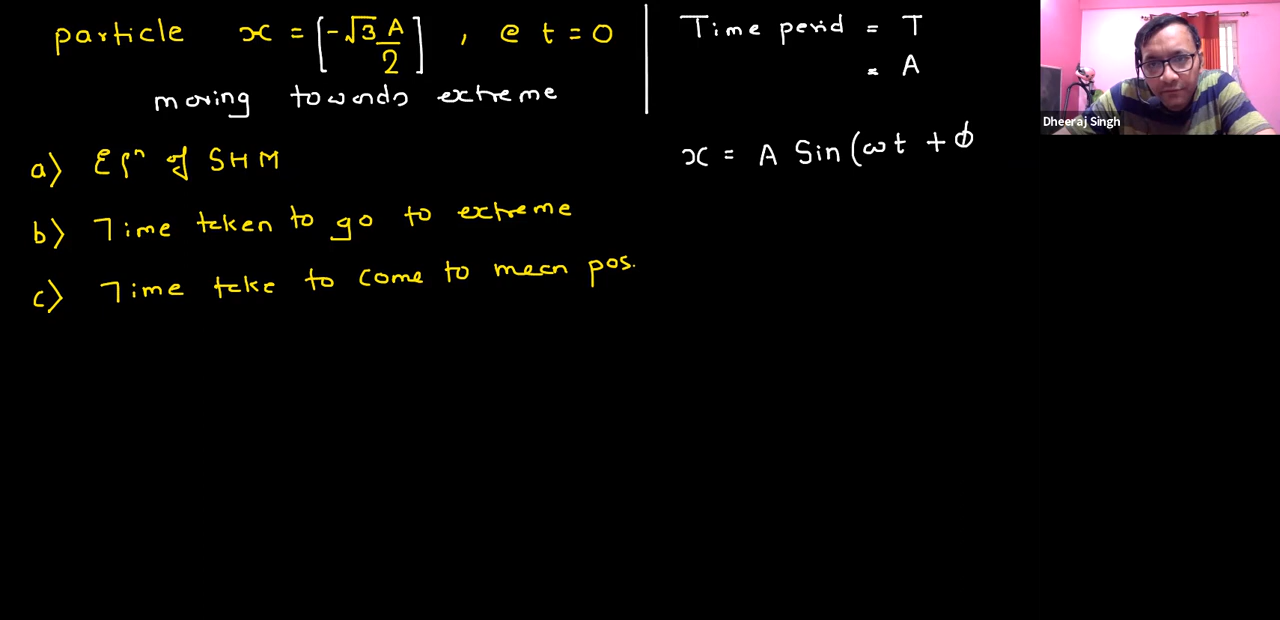 particle x = [-√3 A/2] , @ t = 0
moving towards extreme
a) Eqn of SHM
b) Time taken to go to extreme
c) Time take to come to mean pos.
Time perid = T
= A
x = A Sin(ωt + ϕ
Dheeraj Singh